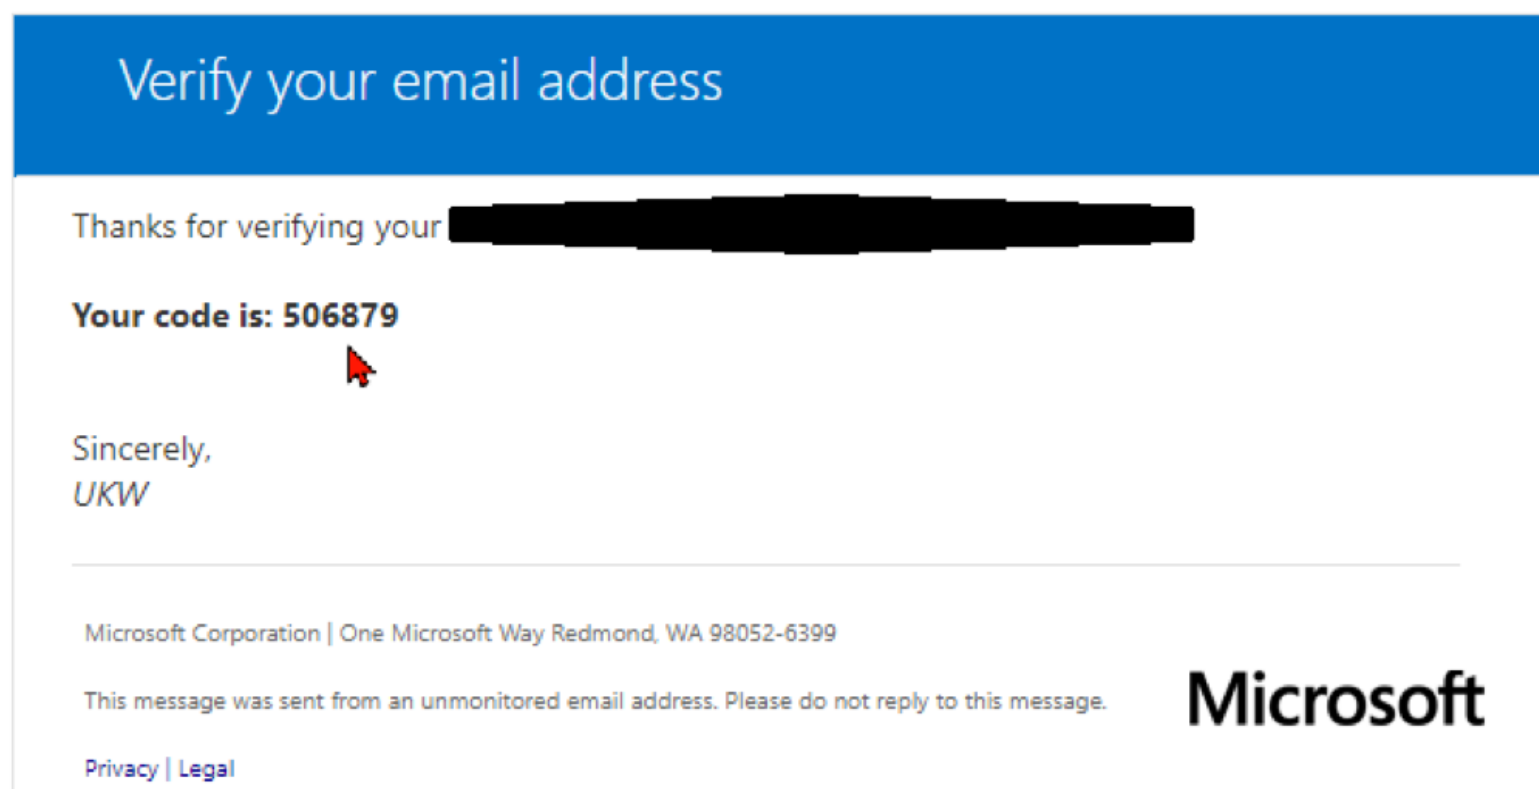 Verify your email address
Thanks for verifying your
Your code is: 506879
Sincerely,
UKW
Microsoft Corporation | One Microsoft Way Redmond, WA 98052-6399
This message was sent from an unmonitored email address. Please do not reply to this message.
Microsoft
Privacy | Legal